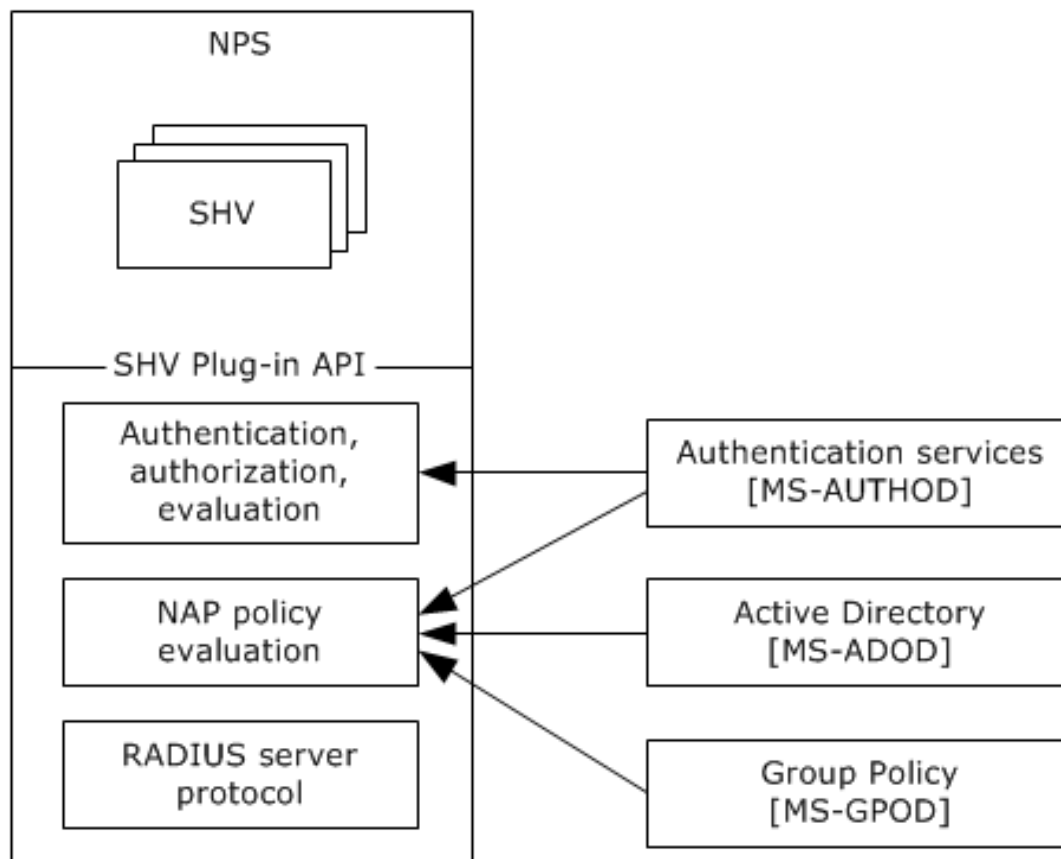 NPS
SHV
SHV Plug-in API
Authentication,
authorization,
evaluation
NAP policy
evaluation
RADIUS server
protocol
Authentication services
[MS-AUTHOD]
Active Directory
[MS-ADOD]
Group Policy
[MS-GPOD]